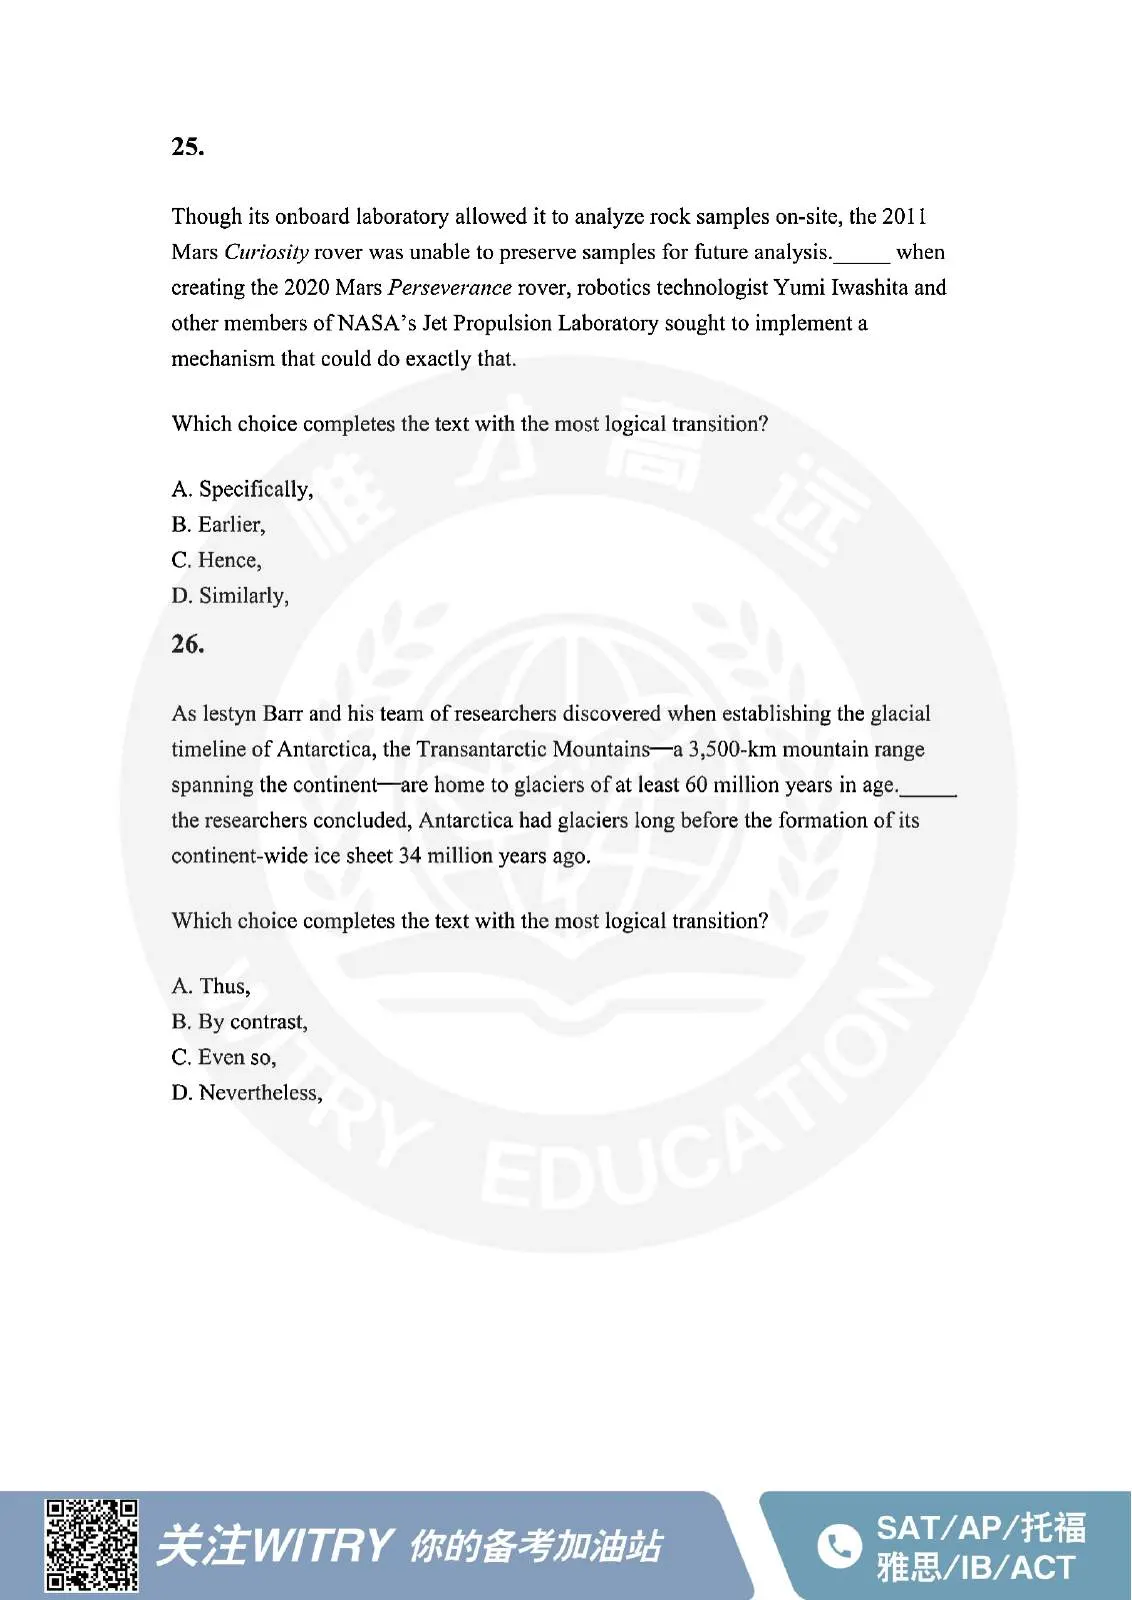 25.
Though its onboard laboratory allowed it to analyze rock samples on-site, the 2011
Mars Curiosity rover was unable to preserve samples for future analysis._____ when
creating the 2020 Mars Perseverance rover, robotics technologist Yumi Iwashita and
other members of NASA's Jet Propulsion Laboratory sought to implement a
mechanism that could do exactly that.
Which choice completes the text with the most logical transition?
A. Specifically,
B. Earlier,
C. Hence,
D. Similarly,
26.
As lestyn Barr and his team of researchers discovered when establishing the glacial
timeline of Antarctica, the Transantarctic Mountains—a 3,500-km mountain range
spanning the continent—are home to glaciers of at least 60 million years in age._____
the researchers concluded, Antarctica had glaciers long before the formation of its
continent-wide ice sheet 34 million years ago.
Which choice completes the text with the most logical transition?
A. Thus,
B. By contrast,
C. Even so,
D. Nevertheless,
惟才高远
WITRY EDUCATION
关注WITRY 你的备考加油站
SAT/AP/托福
雅思/IB/ACT